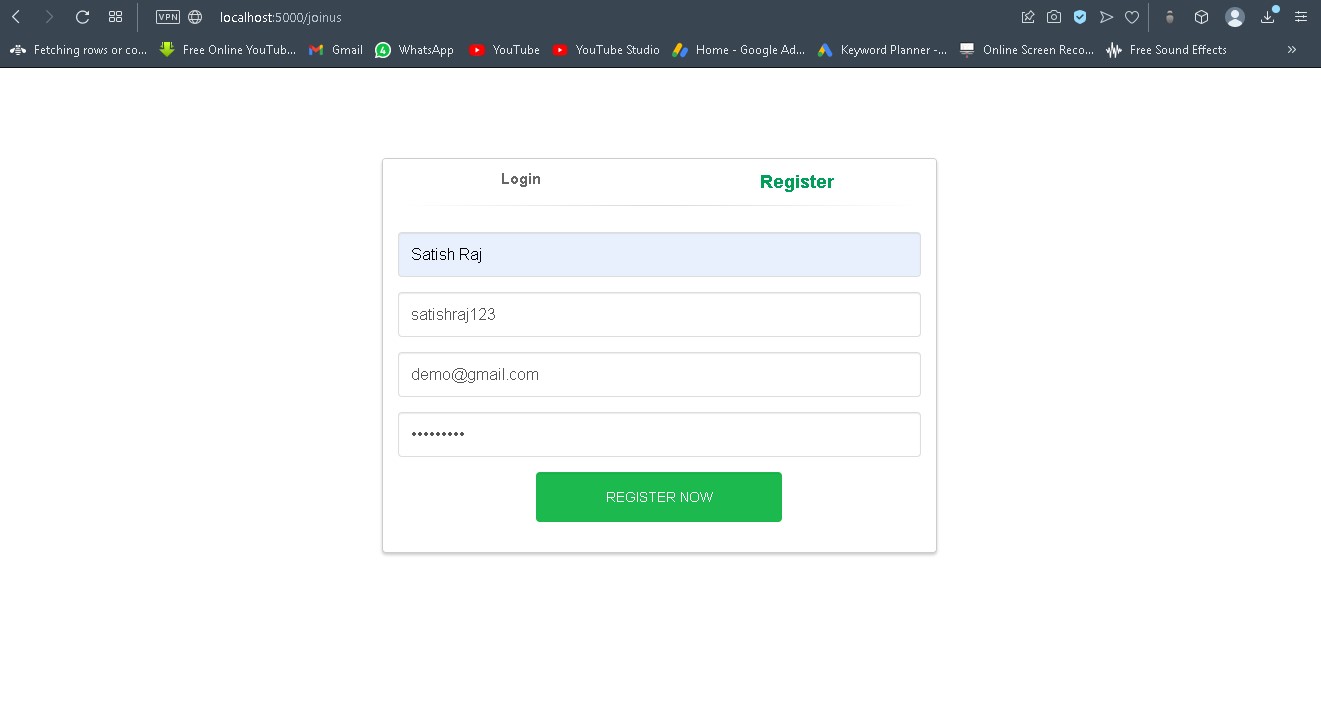 VPN localhost:5000/joinus
Fetching rows or co... Free Online YouTub... Gmail WhatsApp YouTube YouTube Studio Home - Google Ad... Keyword Planner -... Online Screen Reco... Free Sound Effects »
Login Register
Satish Raj
satishraj123
demo@gmail.com
•••••••••
REGISTER NOW